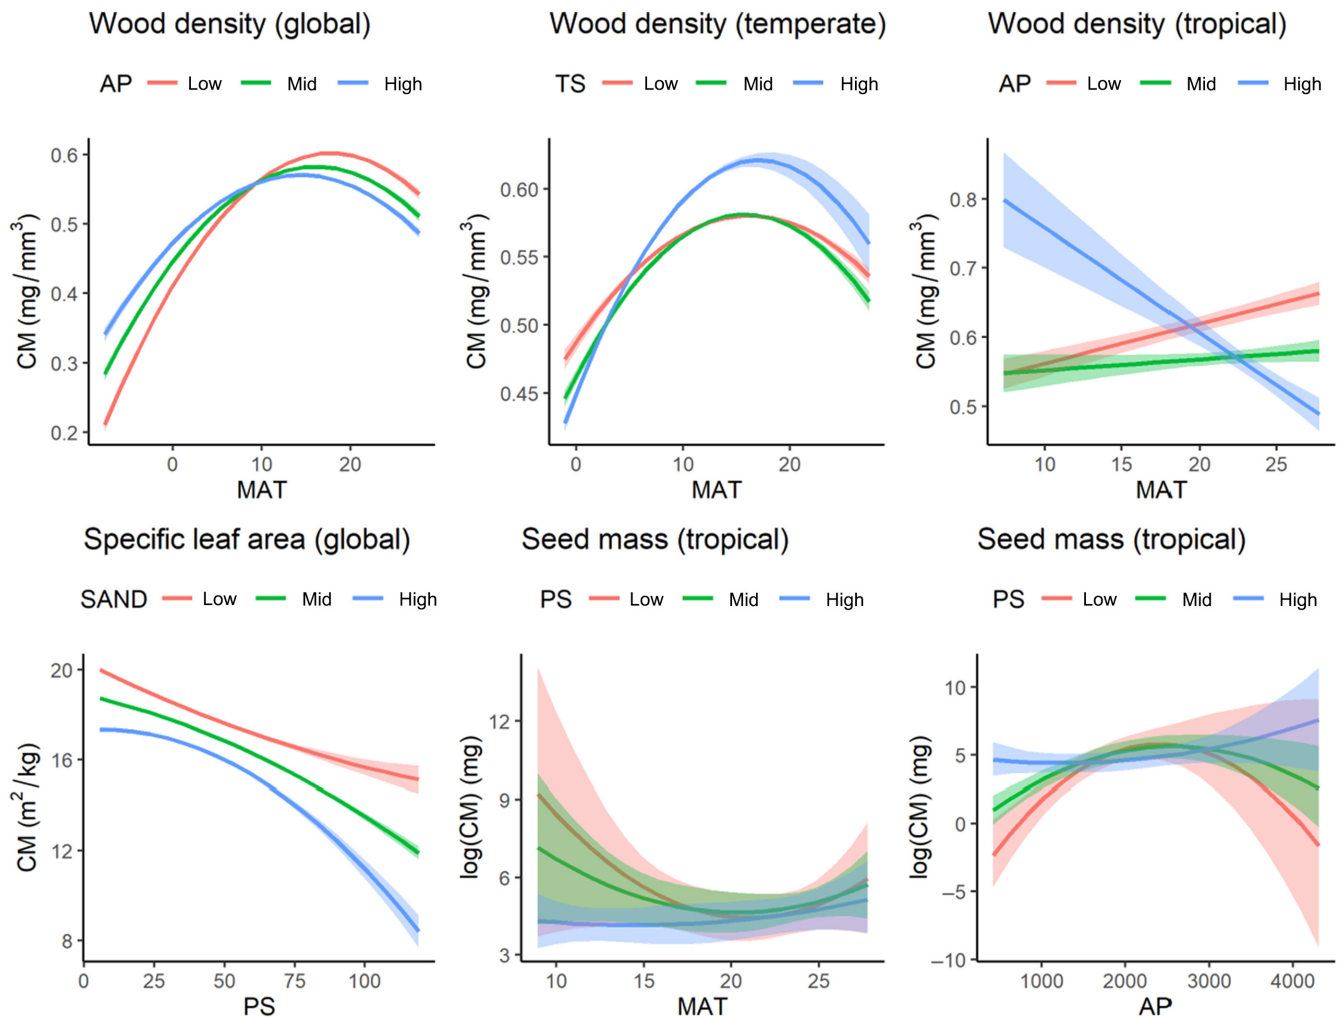 Wood density (global)
AP Low Mid High
CM (mg/mm³)
0.6
0.5
0.4
0.3
0.2
0 10 20
MAT
Wood density (temperate)
TS Low Mid High
CM (mg/mm³)
0.60
0.55
0.50
0.45
0 10 20
MAT
Wood density (tropical)
AP Low Mid High
CM (mg/mm³)
0.8
0.7
0.6
0.5
10 15 20 25
MAT
Specific leaf area (global)
SAND Low Mid High
CM (m²/kg)
20
16
12
8
0 25 50 75 100
PS
Seed mass (tropical)
PS Low Mid High
log(CM) (mg)
12
9
6
3
10 15 20 25
MAT
Seed mass (tropical)
PS Low Mid High
log(CM) (mg)
10
5
0
−5
−10
1000 2000 3000 4000
AP